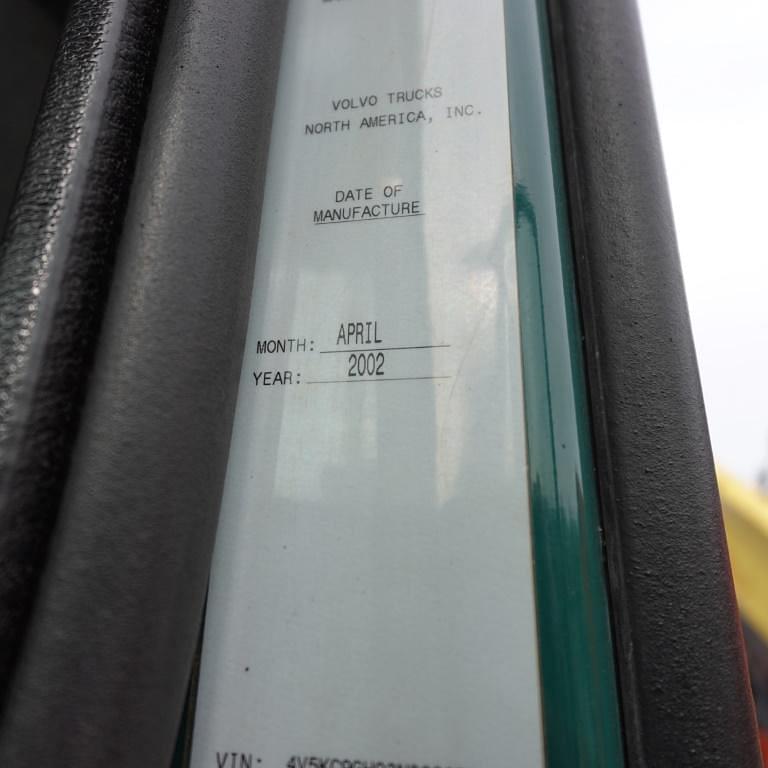 VOLVO TRUCKS
NORTH AMERICA, INC.
DATE OF
MANUFACTURE
MONTH: APRIL
YEAR: 2002
VIN: